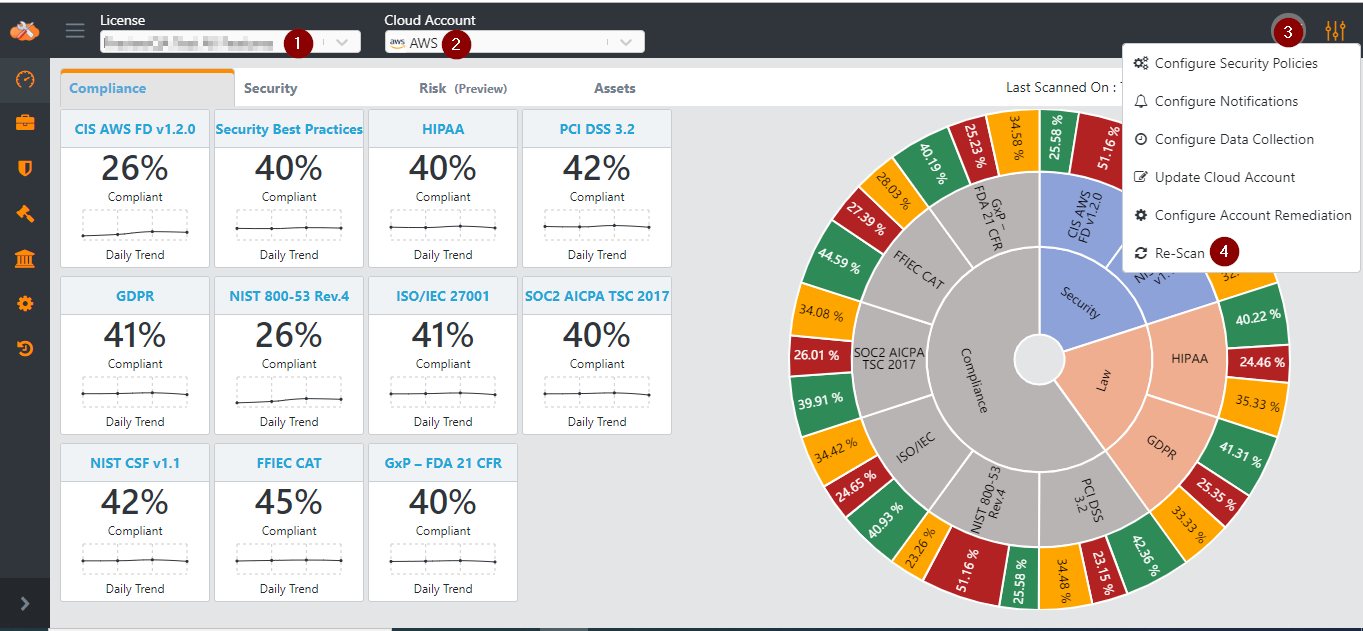 License
Cloud Account
1
aws AWS 2
3
Configure Security Policies
Configure Notifications
Configure Data Collection
Update Cloud Account
Configure Account Remediation
Re-Scan 4
Compliance
Security
Risk (Preview)
Assets
Last Scanned On :
CIS AWS FD v1.2.0
26%
Compliant
Daily Trend
Security Best Practices
40%
Compliant
Daily Trend
HIPAA
40%
Compliant
Daily Trend
PCI DSS 3.2
42%
Compliant
Daily Trend
GDPR
41%
Compliant
Daily Trend
NIST 800-53 Rev.4
26%
Compliant
Daily Trend
ISO/IEC 27001
41%
Compliant
Daily Trend
SOC2 AICPA TSC 2017
40%
Compliant
Daily Trend
NIST CSF v1.1
42%
Compliant
Daily Trend
FFIEC CAT
45%
Compliant
Daily Trend
GxP – FDA 21 CFR
40%
Compliant
Daily Trend
Security
Law
Compliance
CIS AWS
FD v1.2.0
HIPAA
GDPR
PCI DSS
3.2
NIST 800-53
Rev.4
ISO/IEC
SOC2 AICPA
TSC 2017
FFIEC CAT
GxP –
FDA 21 CFR
25.58 %
51.16 %
40.22 %
24.46 %
35.33 %
41.31 %
25.35 %
33.33 %
42.36 %
23.15 %
34.48 %
25.58 %
51.16 %
23.26 %
40.93 %
24.65 %
34.42 %
39.91 %
26.01 %
34.08 %
44.59 %
27.39 %
28.03 %
40.19 %
25.23 %
34.58 %